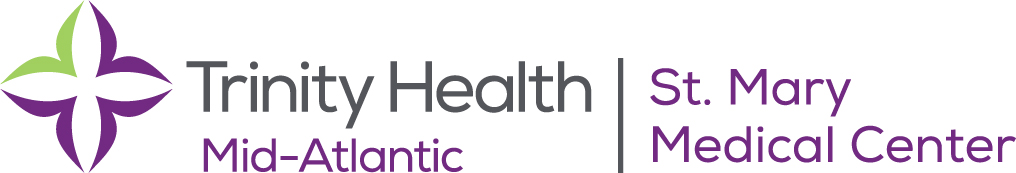 Trinity Health
Mid-Atlantic
St. Mary
Medical Center